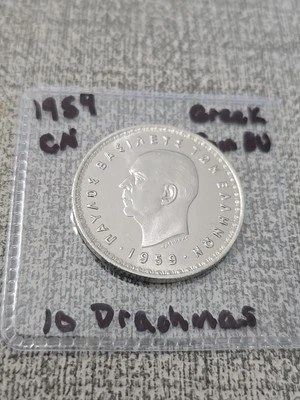 1959 Greek
CN Gem BU
ΠΑΥΛΟΣ ΒΑΣΙΛΕΥΣ ΤΩΝ ΕΛΛΗΝΩΝ
· 1959 ·
10 Drachmas